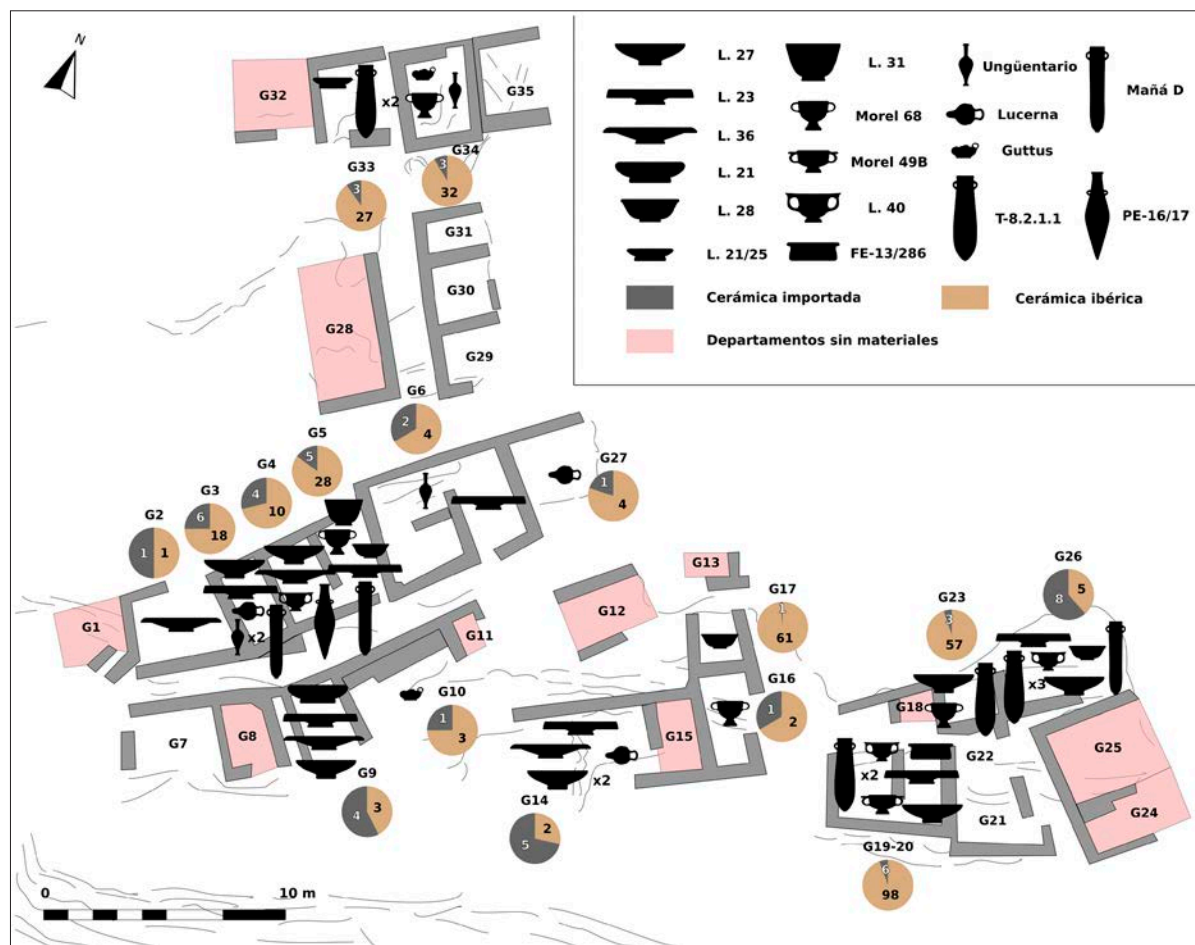 N
G32
x2
G35
G33
3
27
G34
3
32
G31
G30
G29
G28
L. 27
L. 23
L. 36
L. 21
L. 28
L. 21/25
L. 31
Morel 68
Morel 49B
L. 40
FE-13/286
Ungüentario
Lucerna
Guttus
T-8.2.1.1
Mañá D
PE-16/17
Cerámica importada
Cerámica ibérica
Departamentos sin materiales
G6
2
4
G5
5
28
G4
4
10
G3
6
18
G2
1
1
G27
1
4
G1
x2
G11
G7
G8
G10
1
3
G9
4
3
G12
G13
G17
1
61
G16
1
2
G15
x2
G14
5
2
G26
8
5
G23
3
57
x3
G18
G22
G25
G24
G21
x2
G19-20
6
98
0
10 m